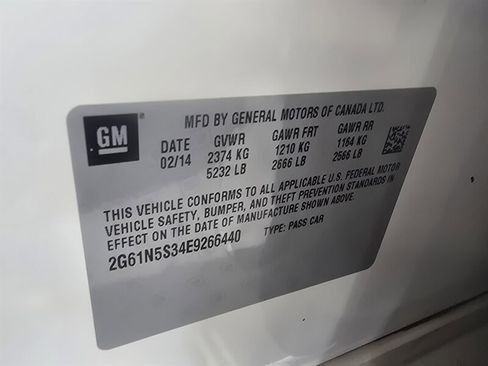 GM
MFD BY GENERAL MOTORS OF CANADA LTD.
DATE GVWR GAWR FRT GAWR RR
02/14 2374 KG 1210 KG 1164 KG
5232 LB 2666 LB 2566 LB
THIS VEHICLE CONFORMS TO ALL APPLICABLE U.S. FEDERAL MOTOR
VEHICLE SAFETY, BUMPER, AND THEFT PREVENTION STANDARDS IN
EFFECT ON THE DATE OF MANUFACTURE SHOWN ABOVE.
2G61N5S34E9266440 TYPE: PASS CAR